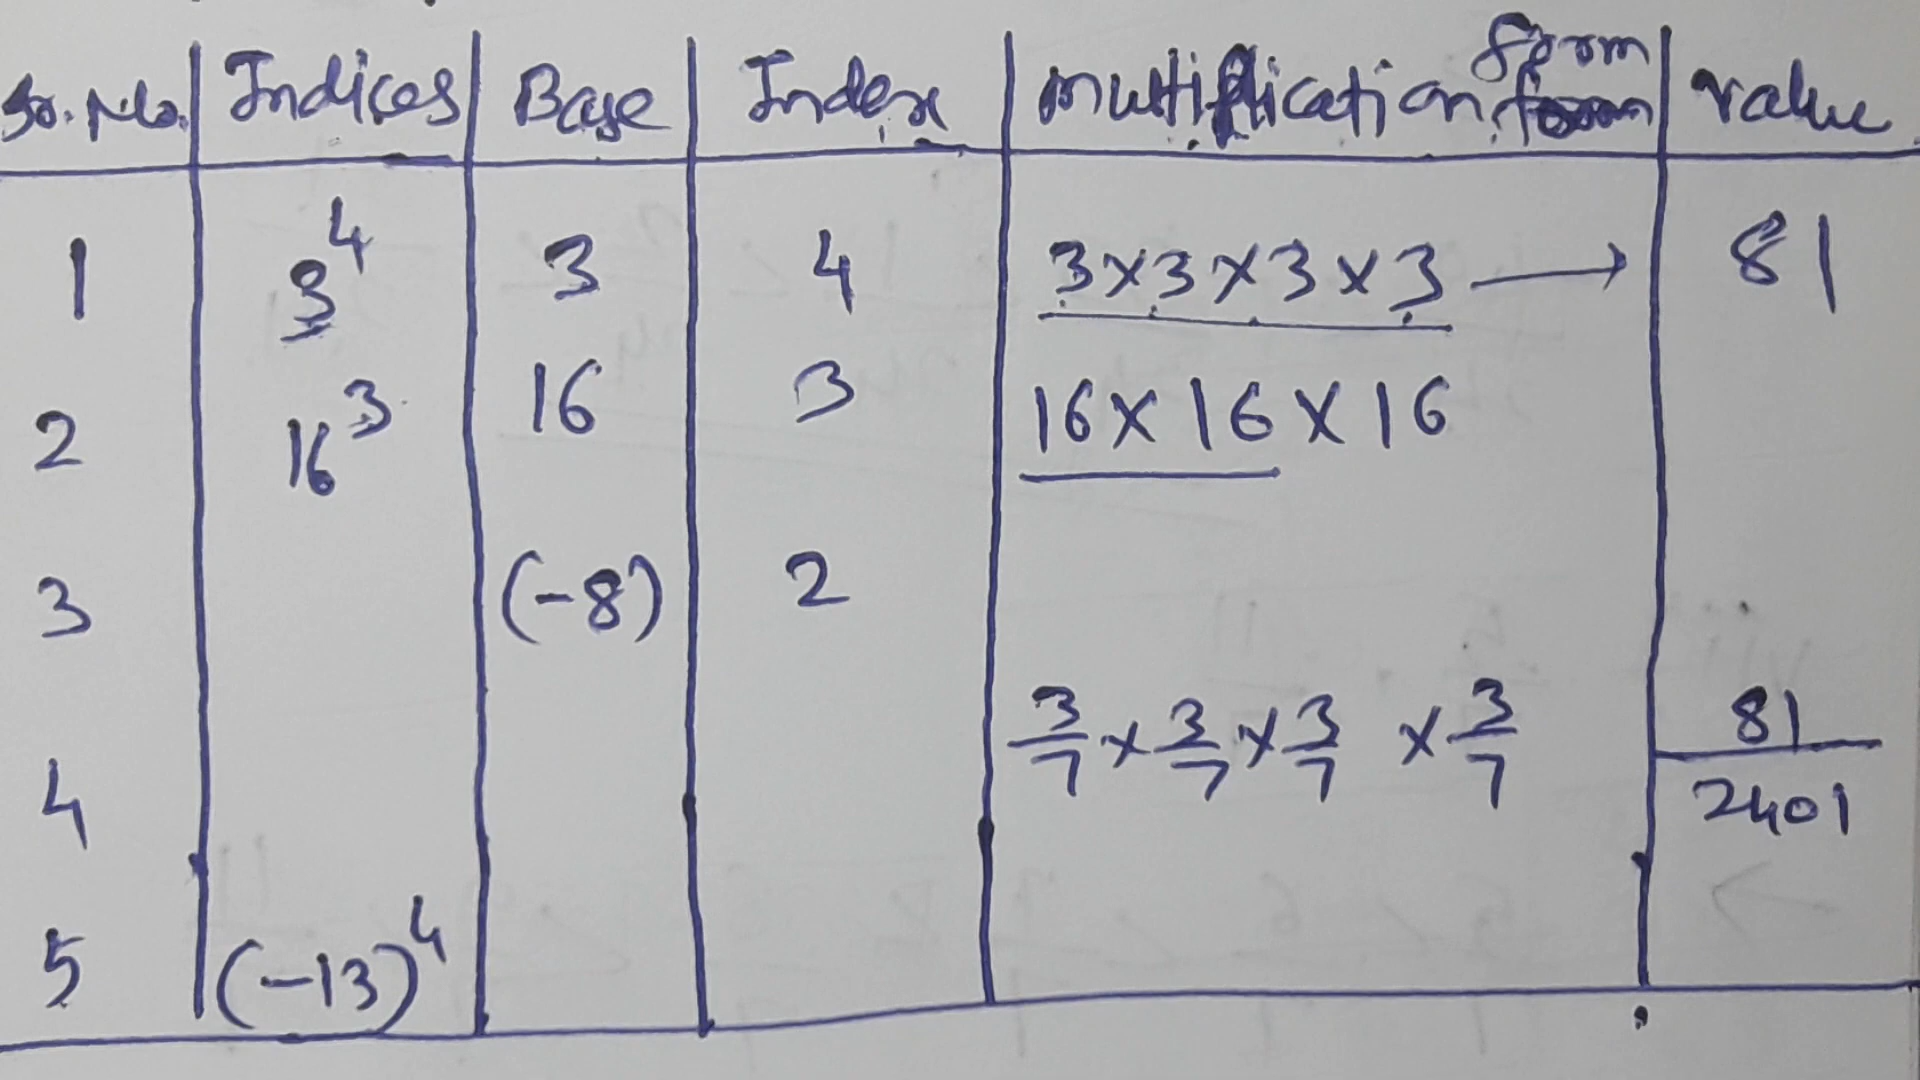 Sr. No. Indices Base Index multiplication form value
1 3^4 3 4 3×3×3×3 → 81
2 16^3 16 3 16×16×16
3 (-8) 2
4 3/7 × 3/7 × 3/7 × 3/7 81/2401
5 (-13)^4